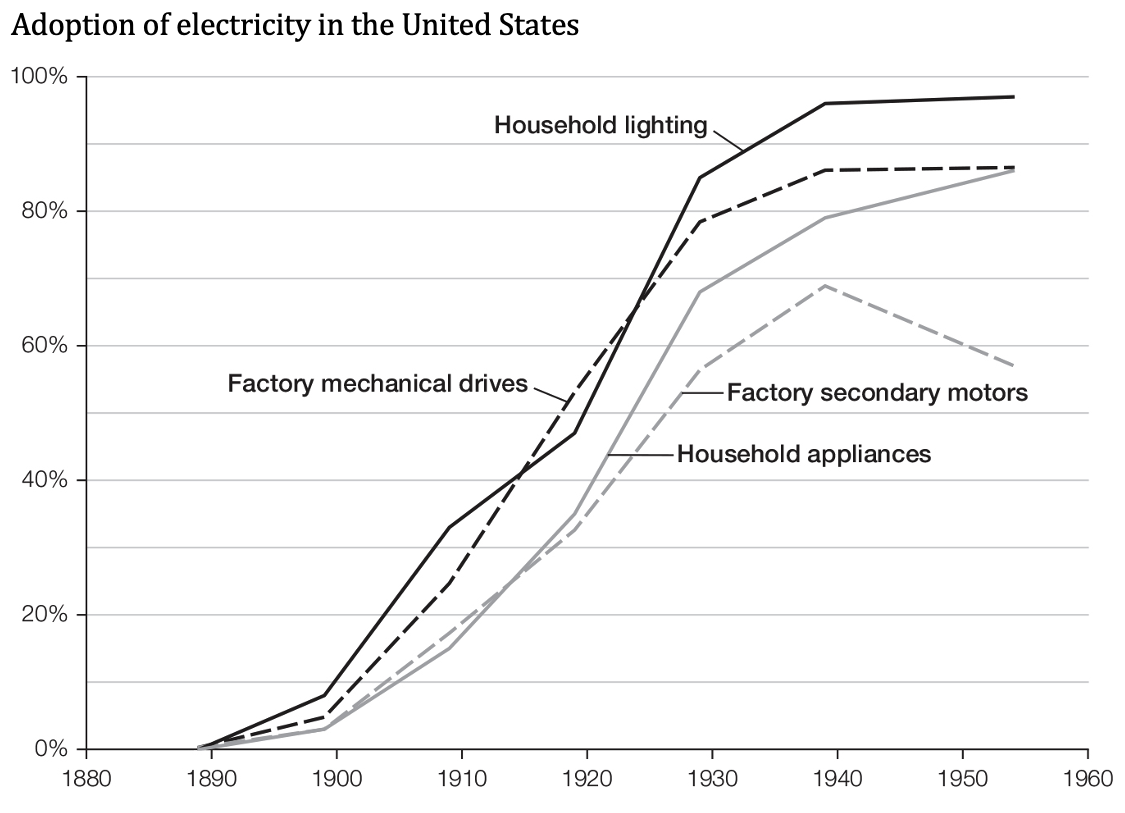 Adoption of electricity in the United States
100%
Household lighting
80%
60%
Factory mechanical drives
Factory secondary motors
Household appliances
40%
20%
0%
1880 1890 1900 1910 1920 1930 1940 1950 1960